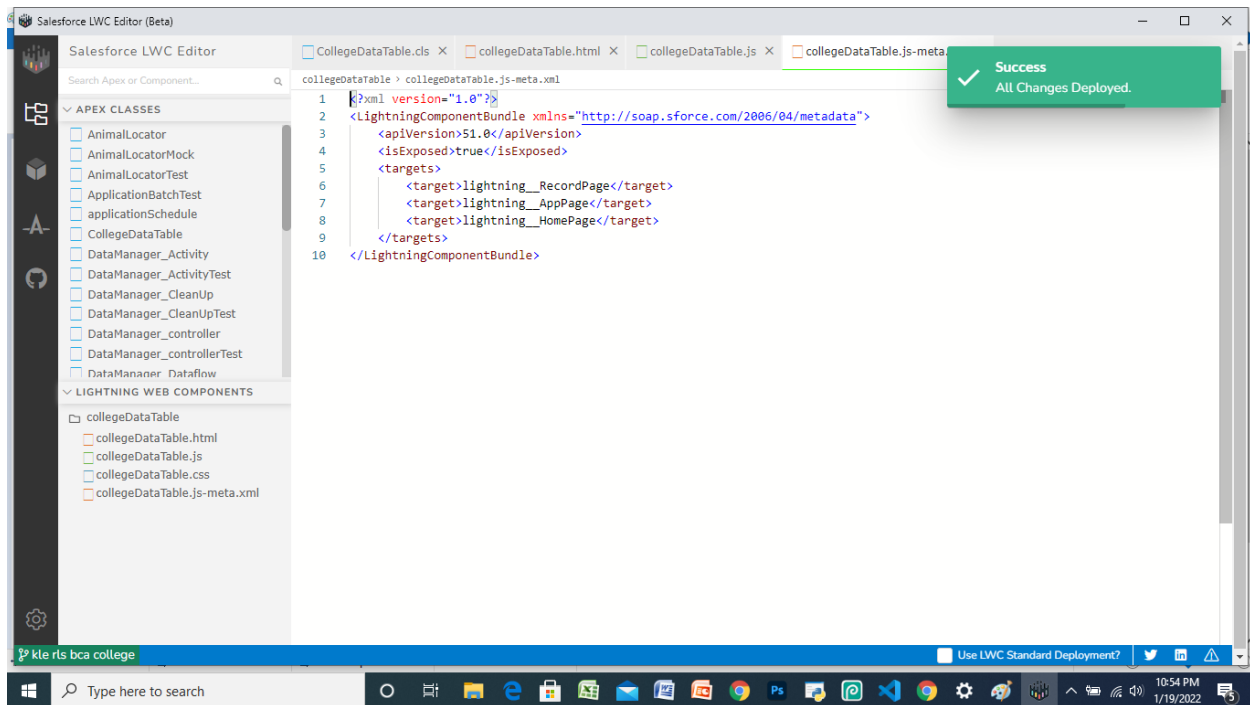 Salesforce LWC Editor (Beta)
Salesforce LWC Editor
Search Apex or Component...
APEX CLASSES
AnimalLocator
AnimalLocatorMock
AnimalLocatorTest
ApplicationBatchTest
applicationSchedule
CollegeDataTable
DataManager_Activity
DataManager_ActivityTest
DataManager_CleanUp
DataManager_CleanUpTest
DataManager_controller
DataManager_controllerTest
DataManager_Dataflow
LIGHTNING WEB COMPONENTS
collegeDataTable
collegeDataTable.html
collegeDataTable.js
collegeDataTable.css
collegeDataTable.js-meta.xml
CollegeDataTable.cls collegeDataTable.html collegeDataTable.js collegeDataTable.js-meta.
collegeDataTable > collegeDataTable.js-meta.xml
1 <?xml version="1.0"?>
2 <LightningComponentBundle xmlns="http://soap.sforce.com/2006/04/metadata">
3 <apiVersion>51.0</apiVersion>
4 <isExposed>true</isExposed>
5 <targets>
6 <target>lightning__RecordPage</target>
7 <target>lightning__AppPage</target>
8 <target>lightning__HomePage</target>
9 </targets>
10 </LightningComponentBundle>
Success
All Changes Deployed.
kle rls bca college
Use LWC Standard Deployment?
Type here to search
10:54 PM
1/19/2022